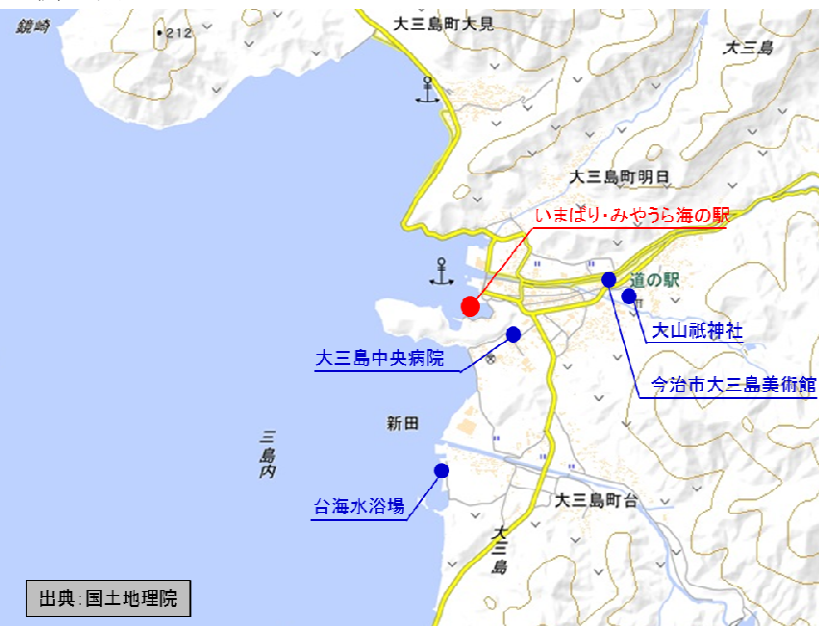 鏡崎
・212
大三島町大見
大三島
大三島町明日
いまばり・みやうら海の駅
道の駅
大山祇神社
大三島中央病院
今治市大三島美術館
新田
三島内
台海水浴場
大三島町台
大三島
出典：国土地理院